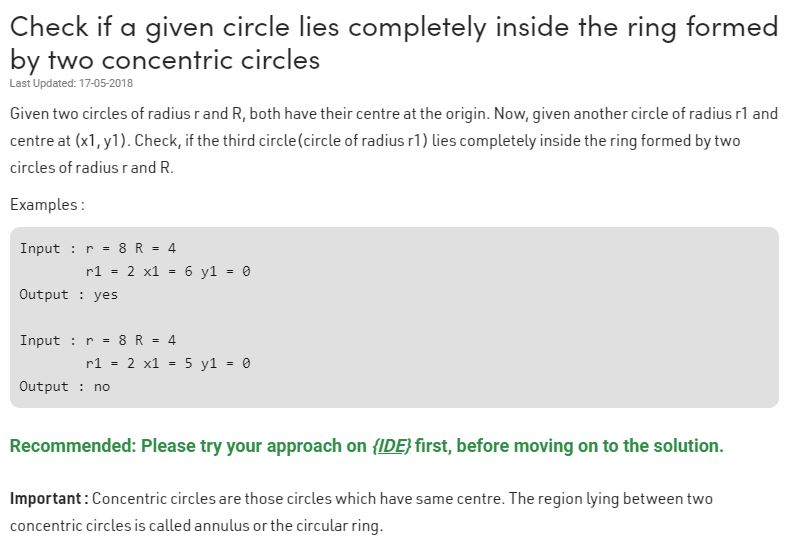 Check if a given circle lies completely inside the ring formed
by two concentric circles
Last Updated: 17-05-2018
Given two circles of radius r and R, both have their centre at the origin. Now, given another circle of radius r1 and
centre at (x1, y1). Check, if the third circle(circle of radius r1) lies completely inside the ring formed by two
circles of radius r and R.
Examples :
Input : r = 8 R = 4
r1 = 2 x1 = 6 y1 = 0
Output : yes
Input : r = 8 R = 4
r1 = 2 x1 = 5 y1 = 0
Output : no
Recommended: Please try your approach on {IDE} first, before moving on to the solution.
Important : Concentric circles are those circles which have same centre. The region lying between two
concentric circles is called annulus or the circular ring.